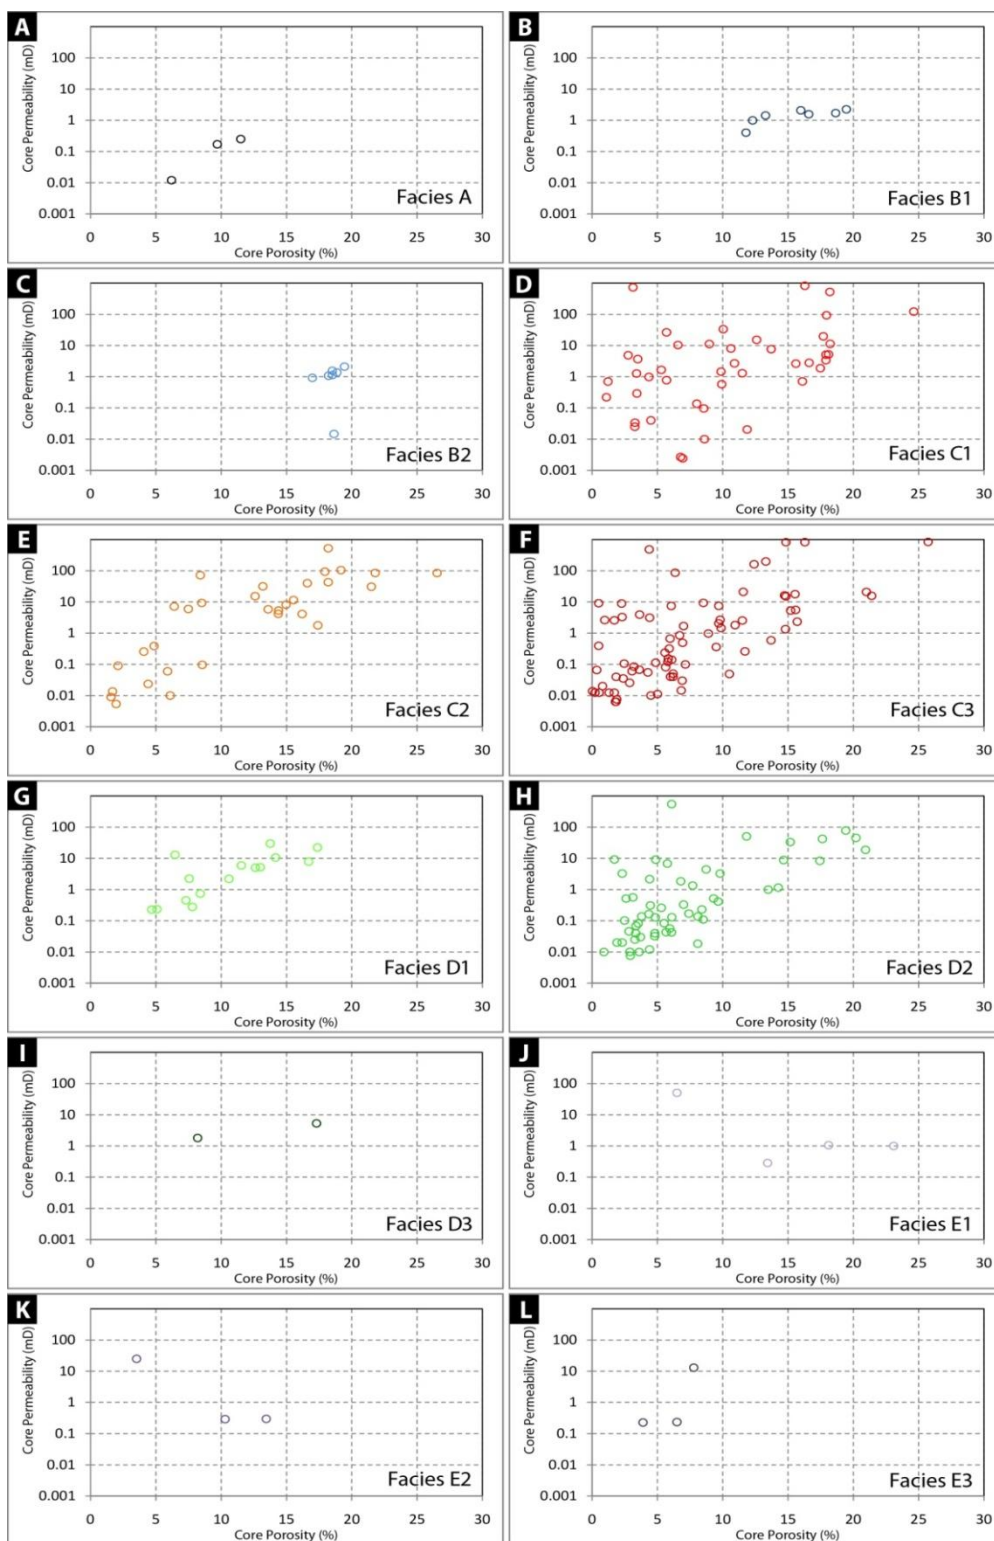 A
Core Permeability (mD)
100
10
1
0.1
0.01
0.001
0 5 10 15 20 25 30
Core Porosity (%)
Facies A
B
Core Permeability (mD)
100
10
1
0.1
0.01
0.001
0 5 10 15 20 25 30
Core Porosity (%)
Facies B1
C
Core Permeability (mD)
100
10
1
0.1
0.01
0.001
0 5 10 15 20 25 30
Core Porosity (%)
Facies B2
D
Core Permeability (mD)
100
10
1
0.1
0.01
0.001
0 5 10 15 20 25 30
Core Porosity (%)
Facies C1
E
Core Permeability (mD)
100
10
1
0.1
0.01
0.001
0 5 10 15 20 25 30
Core Porosity (%)
Facies C2
F
Core Permeability (mD)
100
10
1
0.1
0.01
0.001
0 5 10 15 20 25 30
Core Porosity (%)
Facies C3
G
Core Permeability (mD)
100
10
1
0.1
0.01
0.001
0 5 10 15 20 25 30
Core Porosity (%)
Facies D1
H
Core Permeability (mD)
100
10
1
0.1
0.01
0.001
0 5 10 15 20 25 30
Core Porosity (%)
Facies D2
I
Core Permeability (mD)
100
10
1
0.1
0.01
0.001
0 5 10 15 20 25 30
Core Porosity (%)
Facies D3
J
Core Permeability (mD)
100
10
1
0.1
0.01
0.001
0 5 10 15 20 25 30
Core Porosity (%)
Facies E1
K
Core Permeability (mD)
100
10
1
0.1
0.01
0.001
0 5 10 15 20 25 30
Core Porosity (%)
Facies E2
L
Core Permeability (mD)
100
10
1
0.1
0.01
0.001
0 5 10 15 20 25 30
Core Porosity (%)
Facies E3